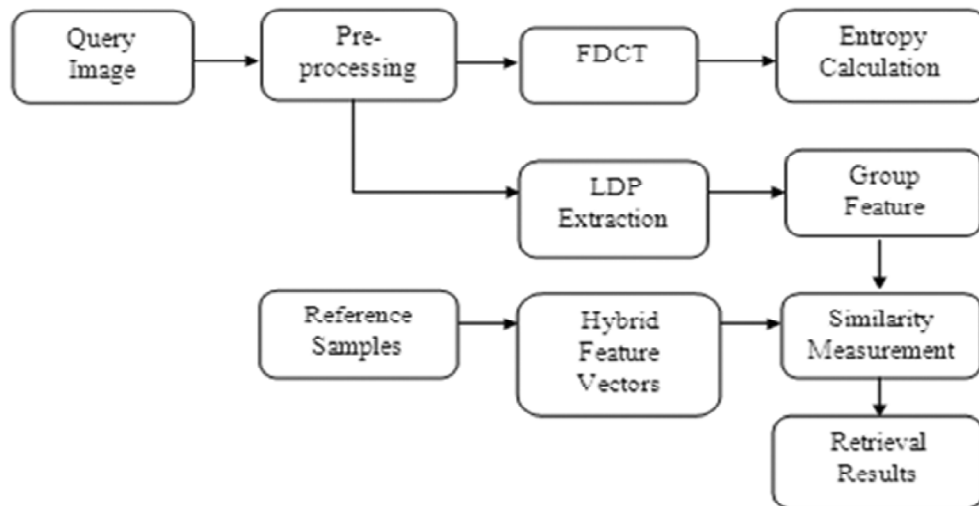 Query
Image
Pre-
processing
FDCT
Entropy
Calculation
LDP
Extraction
Group
Feature
Reference
Samples
Hybrid
Feature
Vectors
Similarity
Measurement
Retrieval
Results